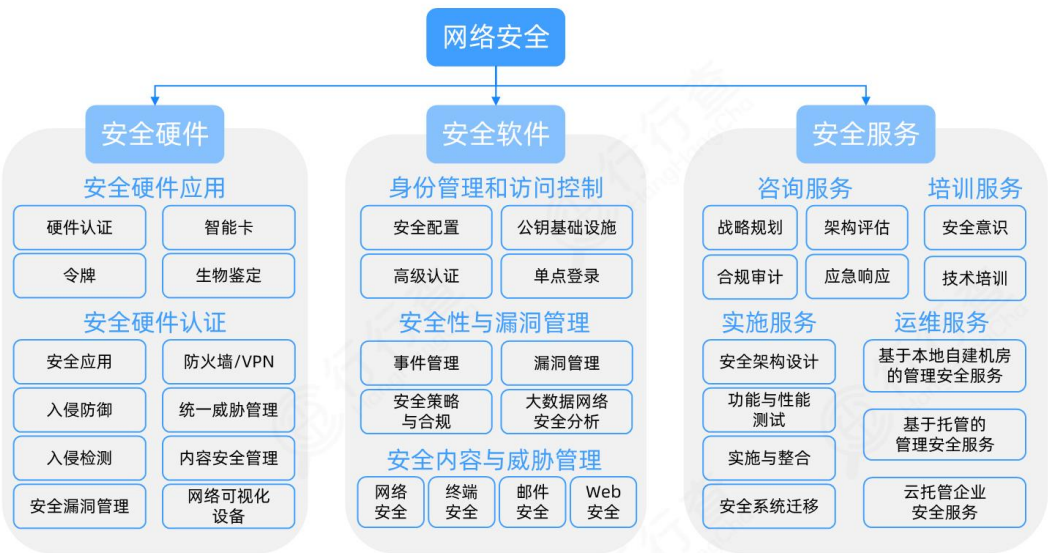 网络安全
安全硬件
安全硬件应用
硬件认证
智能卡
令牌
生物鉴定
安全硬件认证
安全应用
防火墙/VPN
入侵防御
统一威胁管理
入侵检测
内容安全管理
安全漏洞管理
网络可视化
设备
安全软件
身份管理和访问控制
安全配置
公钥基础设施
高级认证
单点登录
安全性与漏洞管理
事件管理
漏洞管理
安全策略
与合规
大数据网络
安全分析
安全内容与威胁管理
网络
安全
终端
安全
邮件
安全
Web
安全
安全服务
咨询服务
战略规划
架构评估
合规审计
应急响应
培训服务
安全意识
技术培训
实施服务
安全架构设计
功能与性能
测试
实施与整合
安全系统迁移
运维服务
基于本地自建机房
的管理安全服务
基于托管的
管理安全服务
云托管企业
安全服务
行行查